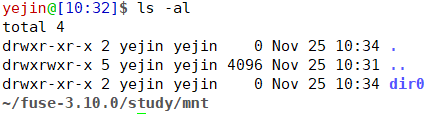 yejin@[10:32]$ ls -al
total 4
drwxr-xr-x 2 yejin yejin    0 Nov 25 10:34 .
drwxrwxr-x 5 yejin yejin 4096 Nov 25 10:31 ..
drwxr-xr-x 2 yejin yejin    0 Nov 25 10:34 dir0
~/fuse-3.10.0/study/mnt